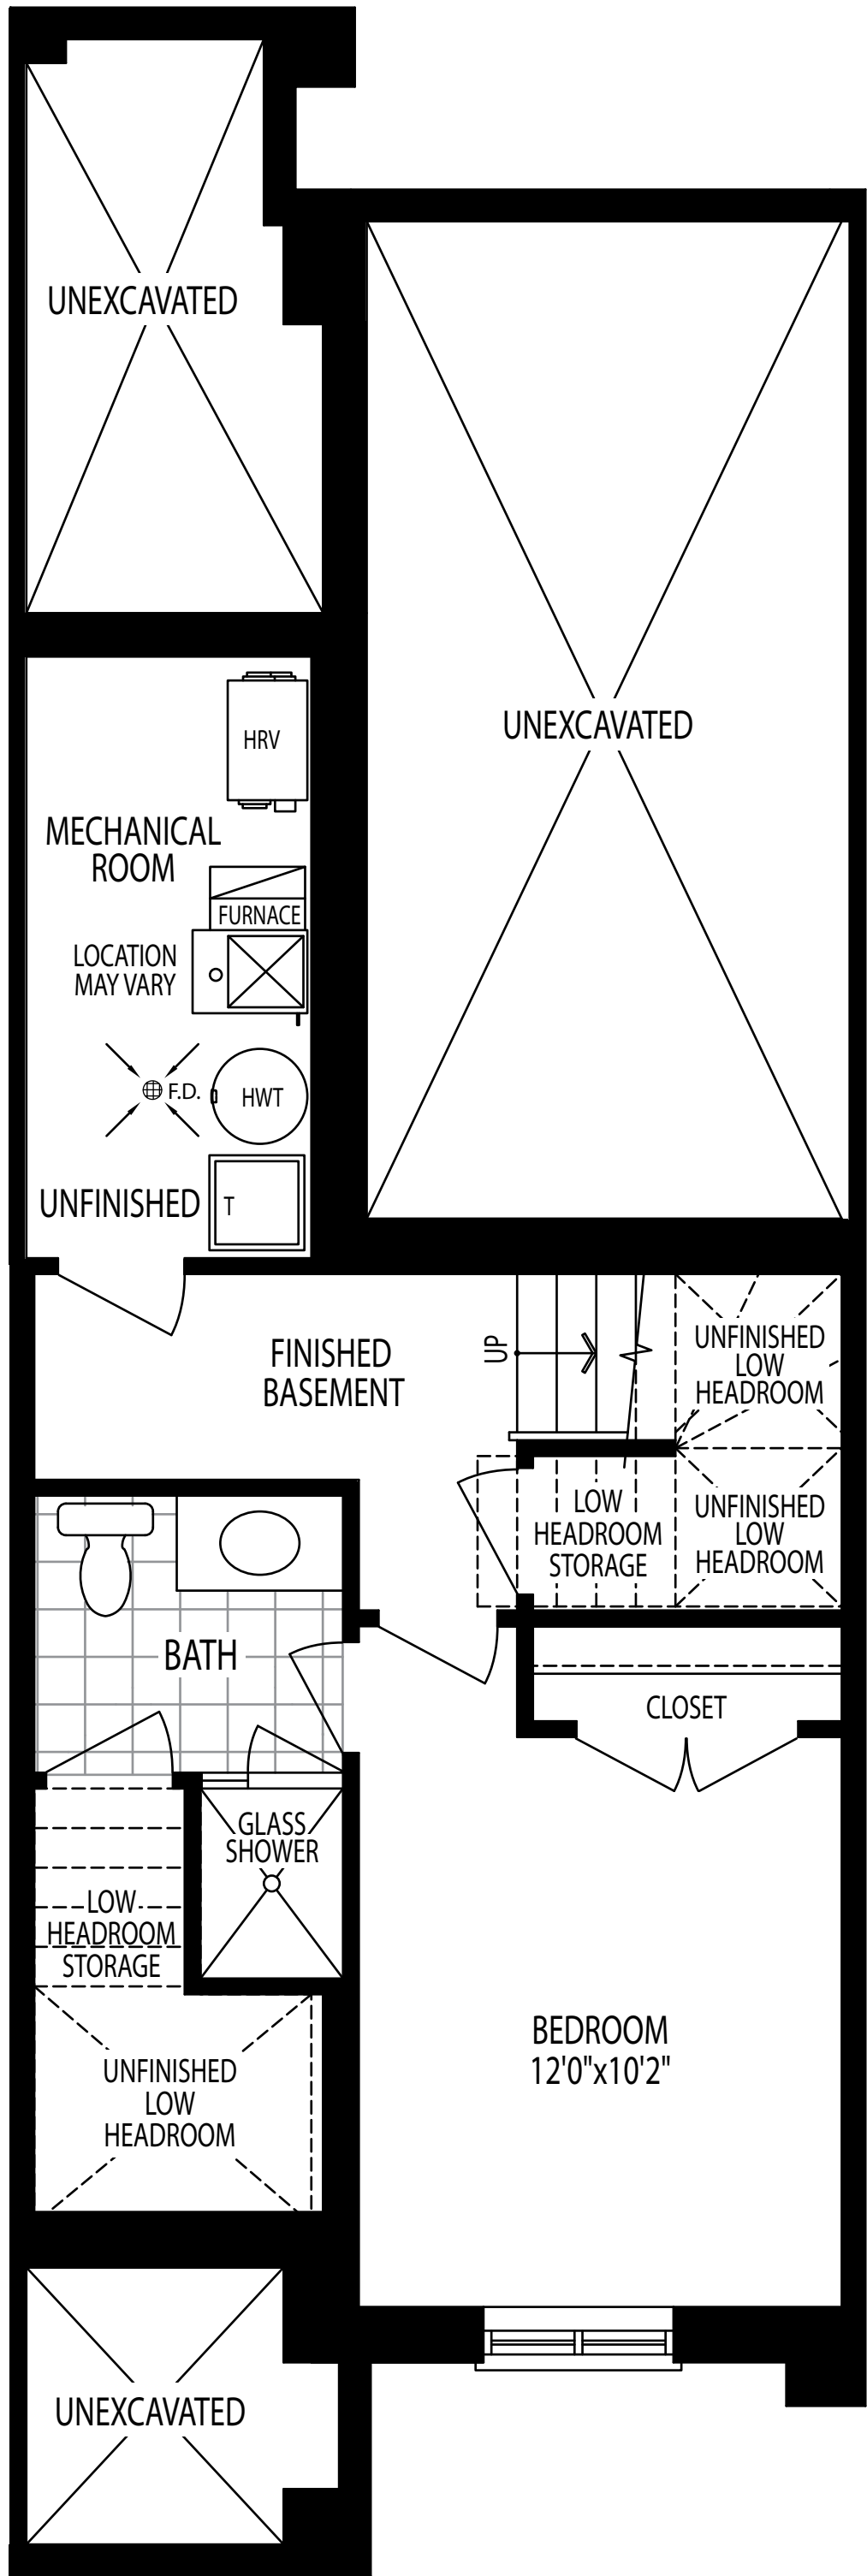 UNEXCAVATED
UNEXCAVATED
HRV
MECHANICAL
ROOM
FURNACE
LOCATION
MAY VARY
F.D.
HWT
UNFINISHED
T
FINISHED
BASEMENT
UP
UNFINISHED
LOW
HEADROOM
LOW
HEADROOM
STORAGE
UNFINISHED
LOW
HEADROOM
BATH
CLOSET
GLASS
SHOWER
LOW
HEADROOM
STORAGE
BEDROOM
12'0"x10'2"
UNFINISHED
LOW
HEADROOM
UNEXCAVATED